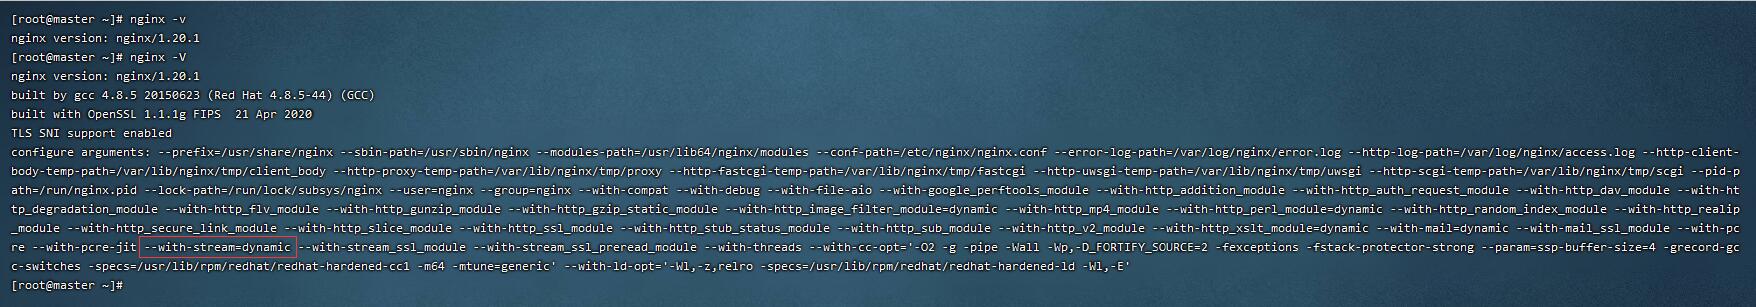 [root@master ~]# nginx -v
nginx version: nginx/1.20.1
[root@master ~]# nginx -V
nginx version: nginx/1.20.1
built by gcc 4.8.5 20150623 (Red Hat 4.8.5-44) (GCC)
built with OpenSSL 1.1.1g FIPS  21 Apr 2020
TLS SNI support enabled
configure arguments: --prefix=/usr/share/nginx --sbin-path=/usr/sbin/nginx --modules-path=/usr/lib64/nginx/modules --conf-path=/etc/nginx/nginx.conf --error-log-path=/var/log/nginx/error.log --http-log-path=/var/log/nginx/access.log --http-client-
body-temp-path=/var/lib/nginx/tmp/client_body --http-proxy-temp-path=/var/lib/nginx/tmp/proxy --http-fastcgi-temp-path=/var/lib/nginx/tmp/fastcgi --http-uwsgi-temp-path=/var/lib/nginx/tmp/uwsgi --http-scgi-temp-path=/var/lib/nginx/tmp/scgi --pid-p
ath=/run/nginx.pid --lock-path=/run/lock/subsys/nginx --user=nginx --group=nginx --with-compat --with-debug --with-file-aio --with-google_perftools_module --with-http_addition_module --with-http_auth_request_module --with-http_dav_module --with-ht
tp_degradation_module --with-http_flv_module --with-http_gunzip_module --with-http_gzip_static_module --with-http_image_filter_module=dynamic --with-http_mp4_module --with-http_perl_module=dynamic --with-http_random_index_module --with-http_realip
_module --with-http_secure_link_module --with-http_slice_module --with-http_ssl_module --with-http_stub_status_module --with-http_sub_module --with-http_v2_module --with-http_xslt_module=dynamic --with-mail=dynamic --with-mail_ssl_module --with-pc
re --with-pcre-jit --with-stream=dynamic --with-stream_ssl_module --with-stream_ssl_preread_module --with-threads --with-cc-opt='-O2 -g -pipe -Wall -Wp,-D_FORTIFY_SOURCE=2 -fexceptions -fstack-protector-strong --param=ssp-buffer-size=4 -grecord-gc
c-switches -specs=/usr/lib/rpm/redhat/redhat-hardened-cc1 -m64 -mtune=generic' --with-ld-opt='-Wl,-z,relro -specs=/usr/lib/rpm/redhat/redhat-hardened-ld -Wl,-E'
[root@master ~]#